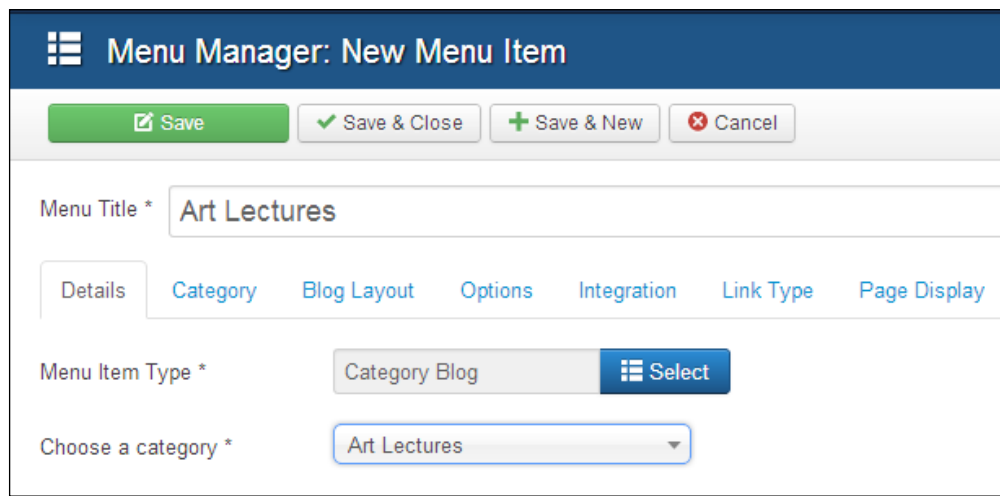 Menu Manager: New Menu Item
Save Save & Close Save & New Cancel
Menu Title * Art Lectures
Details Category Blog Layout Options Integration Link Type Page Display
Menu Item Type * Category Blog Select
Choose a category * Art Lectures